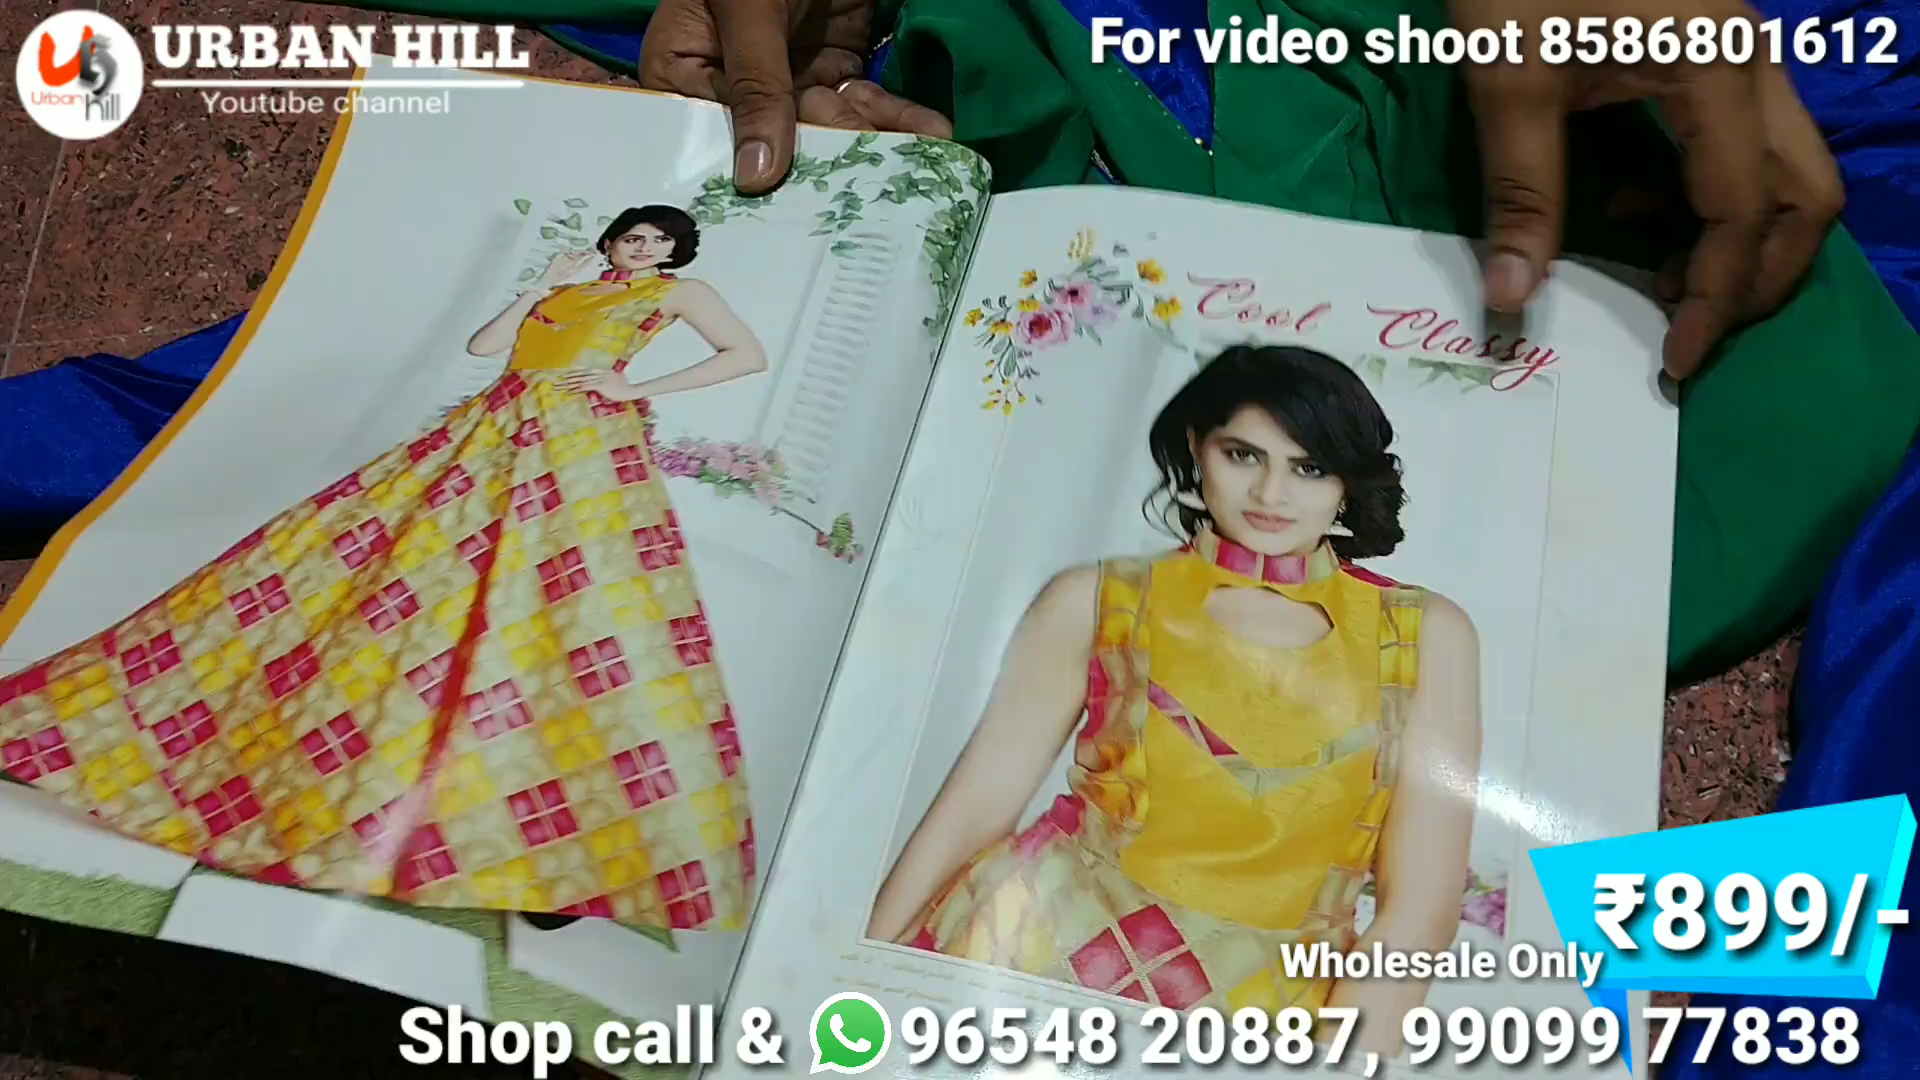 URBAN HILL
Youtube channel
Urban
hill
For video shoot 8586801612
Cool Classy
₹899/-
Wholesale Only
Shop call & 96548 20887, 99099 77838